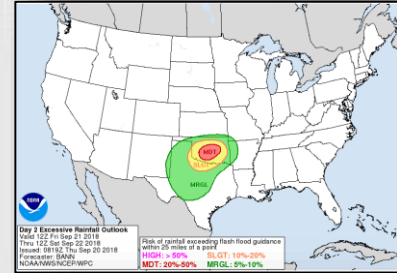 MDT
SLGT
MRGL
NOAA
Day 2 Excessive Rainfall Outlook
Valid 12Z Fri Sep 21 2018
Thru 12Z Sat Sep 22 2018
Issued: 0819Z Thu Sep 20 2018
Forecaster: BANN
NOAA/NWS/NCEP/WPC
Risk of rainfall exceeding flash flood guidance
within 25 miles of a point
HIGH: > 50% SLGT: 10%-20%
MDT: 20%-50% MRGL: 5%-10%